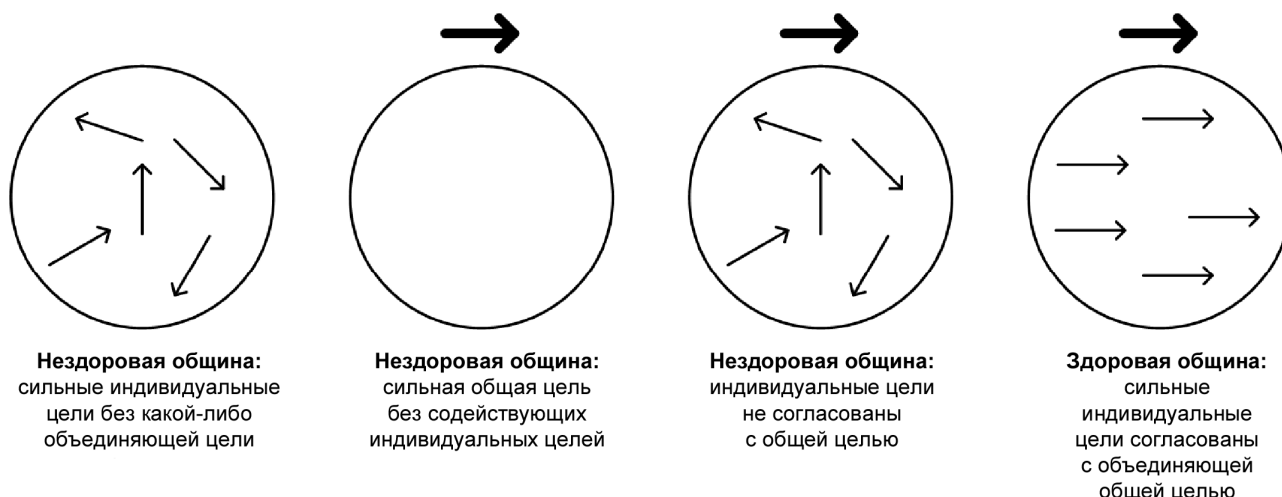 Нездоровая община:
сильные индивидуальные
цели без какой-либо
объединяющей цели
Нездоровая община:
сильная общая цель
без содействующих
индивидуальных целей
Нездоровая община:
индивидуальные цели
не согласованы
с общей целью
Здоровая община:
сильные
индивидуальные
цели согласованы
с объединяющей
общей целью